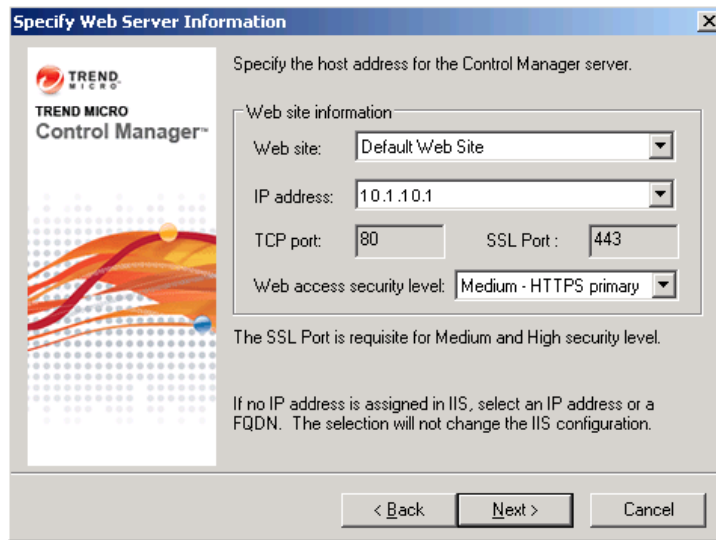 Specify Web Server Information
TREND
MICRO
TREND MICRO
Control Manager™
Specify the host address for the Control Manager server.
Web site information
Web site: Default Web Site
IP address: 10.1.10.1
TCP port: 80 SSL Port : 443
Web access security level: Medium - HTTPS primary
The SSL Port is requisite for Medium and High security level.
If no IP address is assigned in IIS, select an IP address or a
FQDN. The selection will not change the IIS configuration.
< Back Next > Cancel